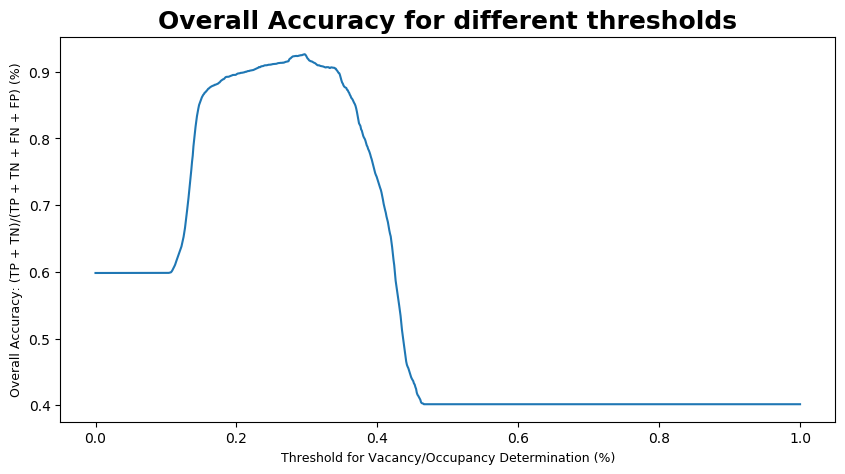 Overall Accuracy for different thresholds
Overall Accuracy: (TP + TN)/(TP + TN + FN + FP) (%)
0.9
0.8
0.7
0.6
0.5
0.4
0.0 0.2 0.4 0.6 0.8 1.0
Threshold for Vacancy/Occupancy Determination (%)